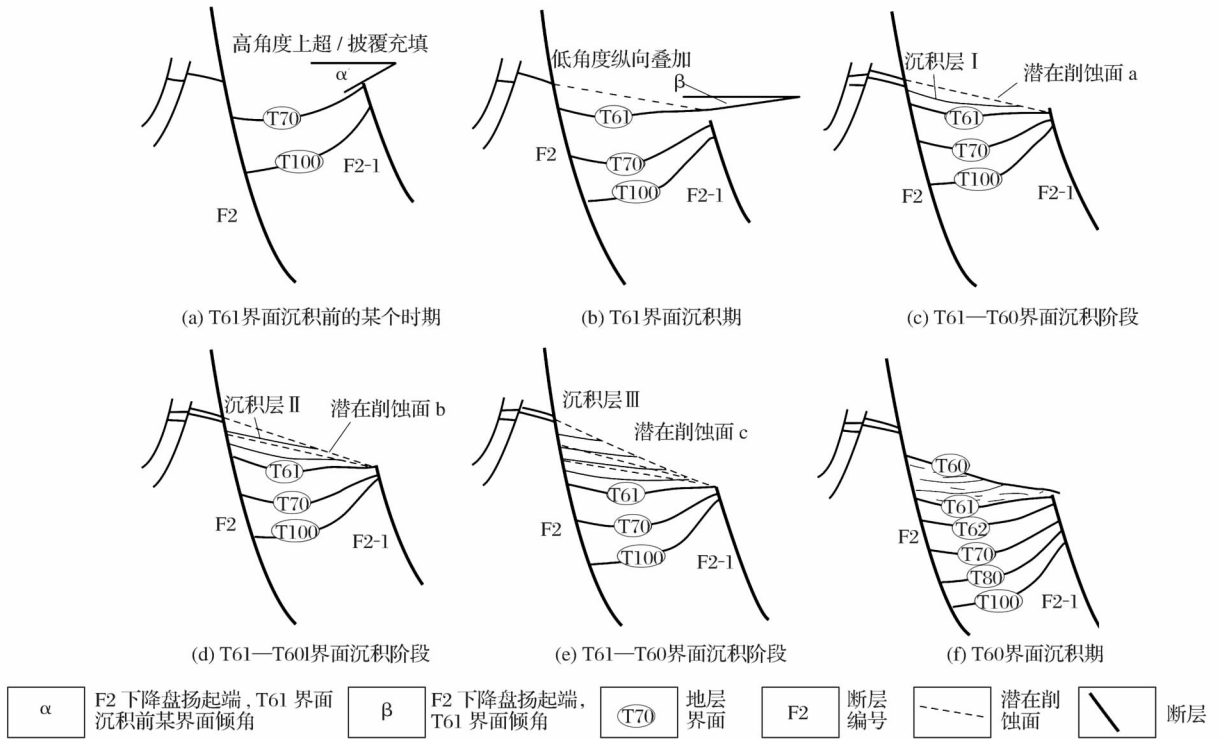 高角度上超 / 披覆充填
α
T70
T100
F2-1
F2
(a) T61界面沉积前的某个时期
低角度纵向叠加
β
T61
F2
T70
T100
F2-1
(b) T61界面沉积期
沉积层 I
潜在削蚀面 a
T61
T70
T100
F2
F2-1
(c) T61—T60界面沉积阶段
沉积层 II
潜在削蚀面 b
T61
T70
F2
T100
F2-1
(d) T61—T60l界面沉积阶段
沉积层 III
潜在削蚀面 c
T61
F2
T70
T100
F2-1
(e) T61—T60界面沉积阶段
T60
T61
F2
T62
T70
T80
T100
F2-1
(f) T60界面沉积期
α
F2 下降盘扬起端, T61 界面
沉积前某界面倾角
β
F2 下降盘扬起端,
T61 界面倾角
T70
地层
界面
F2
断层
编号
潜在削
蚀面
断层